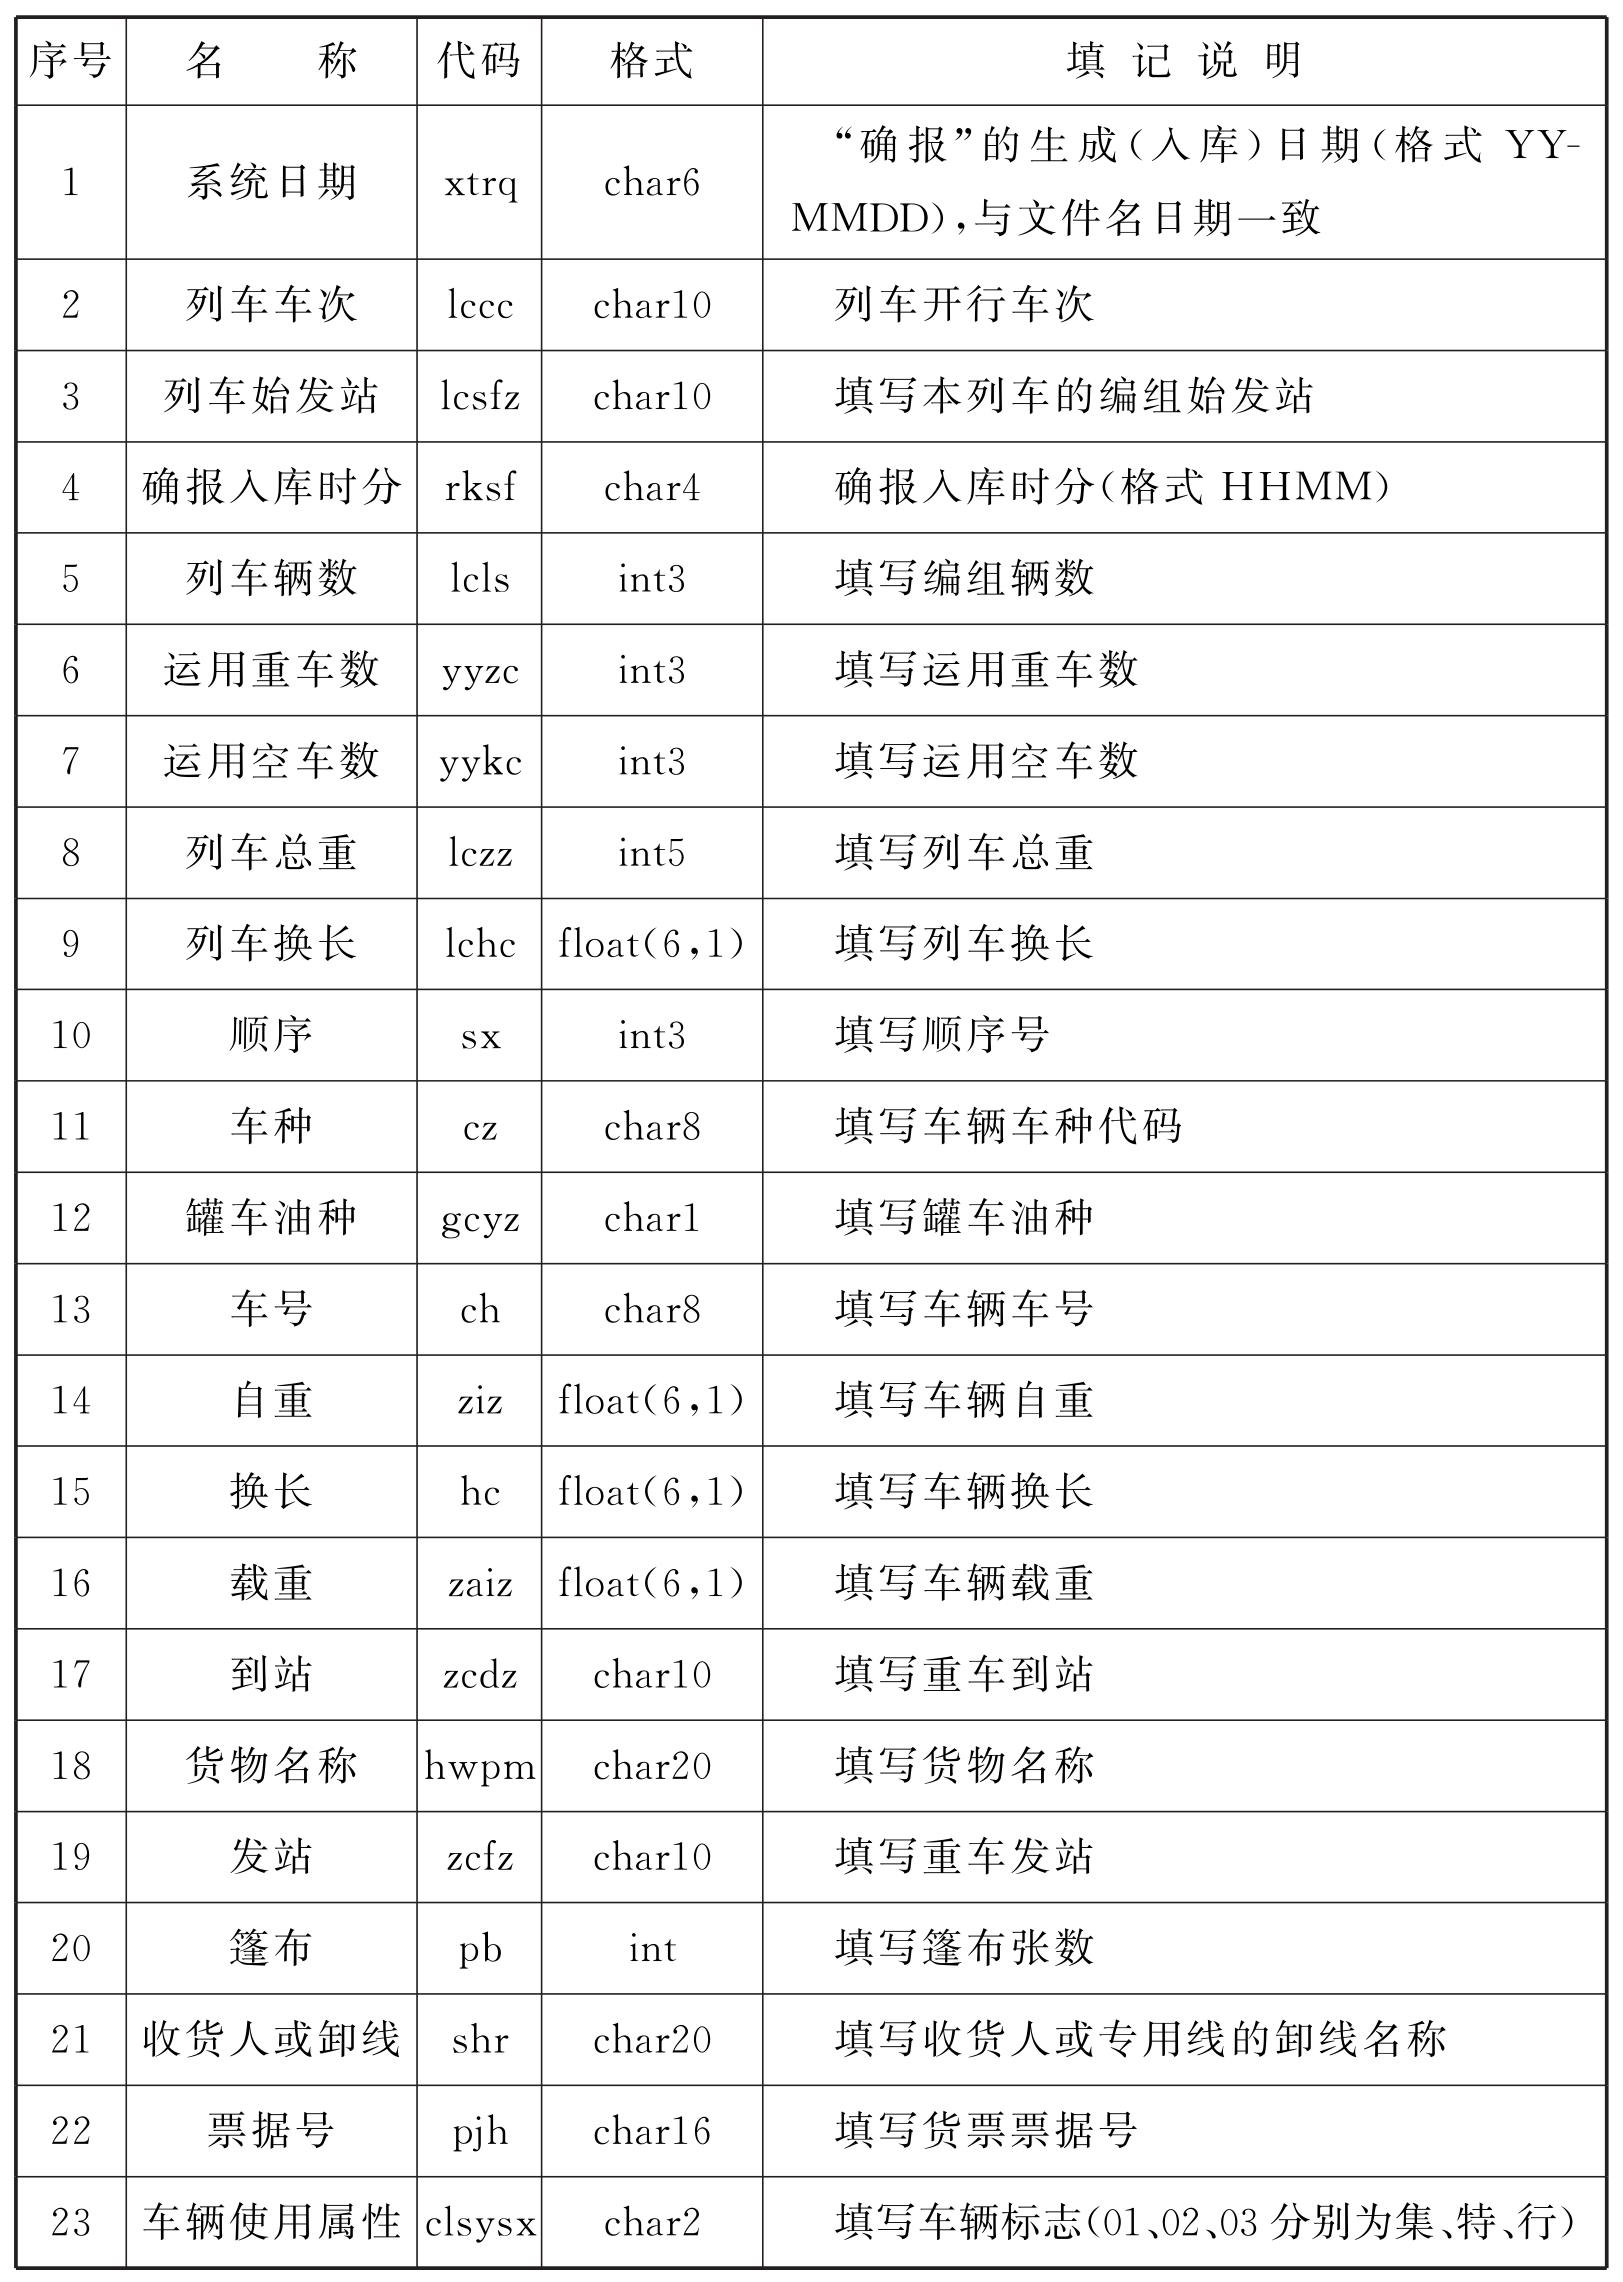 序号 名 称 代码 格式 填 记 说 明
1 系统日期 xtrq char6 “确报”的生成(入库)日期(格式 YY-
MMDD),与文件名日期一致
2 列车车次 lccc char10 列车开行车次
3 列车始发站 lcsfz char10 填写本列车的编组始发站
4 确报入库时分 rksf char4 确报入库时分(格式 HHMM)
5 列车辆数 lcls int3 填写编组辆数
6 运用重车数 yyzc int3 填写运用重车数
7 运用空车数 yykc int3 填写运用空车数
8 列车总重 lczz int5 填写列车总重
9 列车换长 lchc float(6,1) 填写列车换长
10 顺序 sx int3 填写顺序号
11 车种 cz char8 填写车辆车种代码
12 罐车油种 gcyz char1 填写罐车油种
13 车号 ch char8 填写车辆车号
14 自重 ziz float(6,1) 填写车辆自重
15 换长 hc float(6,1) 填写车辆换长
16 载重 zaiz float(6,1) 填写车辆载重
17 到站 zcdz char10 填写重车到站
18 货物名称 hwpm char20 填写货物名称
19 发站 zcfz char10 填写重车发站
20 篷布 pb int 填写篷布张数
21 收货人或卸线 shr char20 填写收货人或专用线的卸线名称
22 票据号 pjh char16 填写货票票据号
23 车辆使用属性 clsysx char2 填写车辆标志(01、02、03 分别为集、特、行)